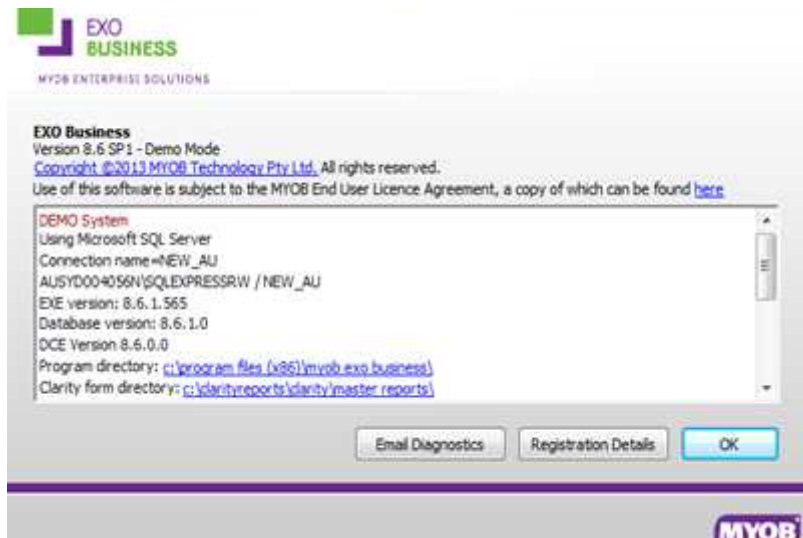 EXO
BUSINESS
MYOB ENTERPRISE SOLUTIONS
EXO Business
Version 8.6 SP1 - Demo Mode
Copyright ©2013 MYOB Technology Pty Ltd. All rights reserved.
Use of this software is subject to the MYOB End User Licence Agreement, a copy of which can be found here
DEMO System
Using Microsoft SQL Server
Connection name=NEW_AU
AUSYD004056N\SQLEXPRESSRW / NEW_AU
EXE version: 8.6.1.565
Database version: 8.6.1.0
DCE Version 8.6.0.0
Program directory: c:\program files (x86)\myob exo business\
Clarity form directory: c:\clarityreports\clarity\master reports\
Email Diagnostics Registration Details OK
MYOB